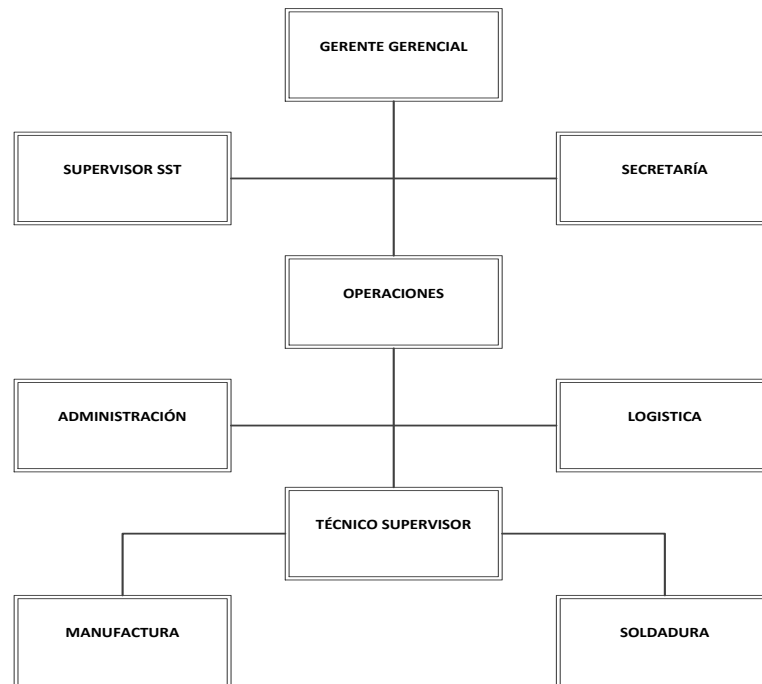 GERENTE GERENCIAL
SUPERVISOR SST
SECRETARÍA
OPERACIONES
ADMINISTRACIÓN
LOGISTICA
TÉCNICO SUPERVISOR
MANUFACTURA
SOLDADURA